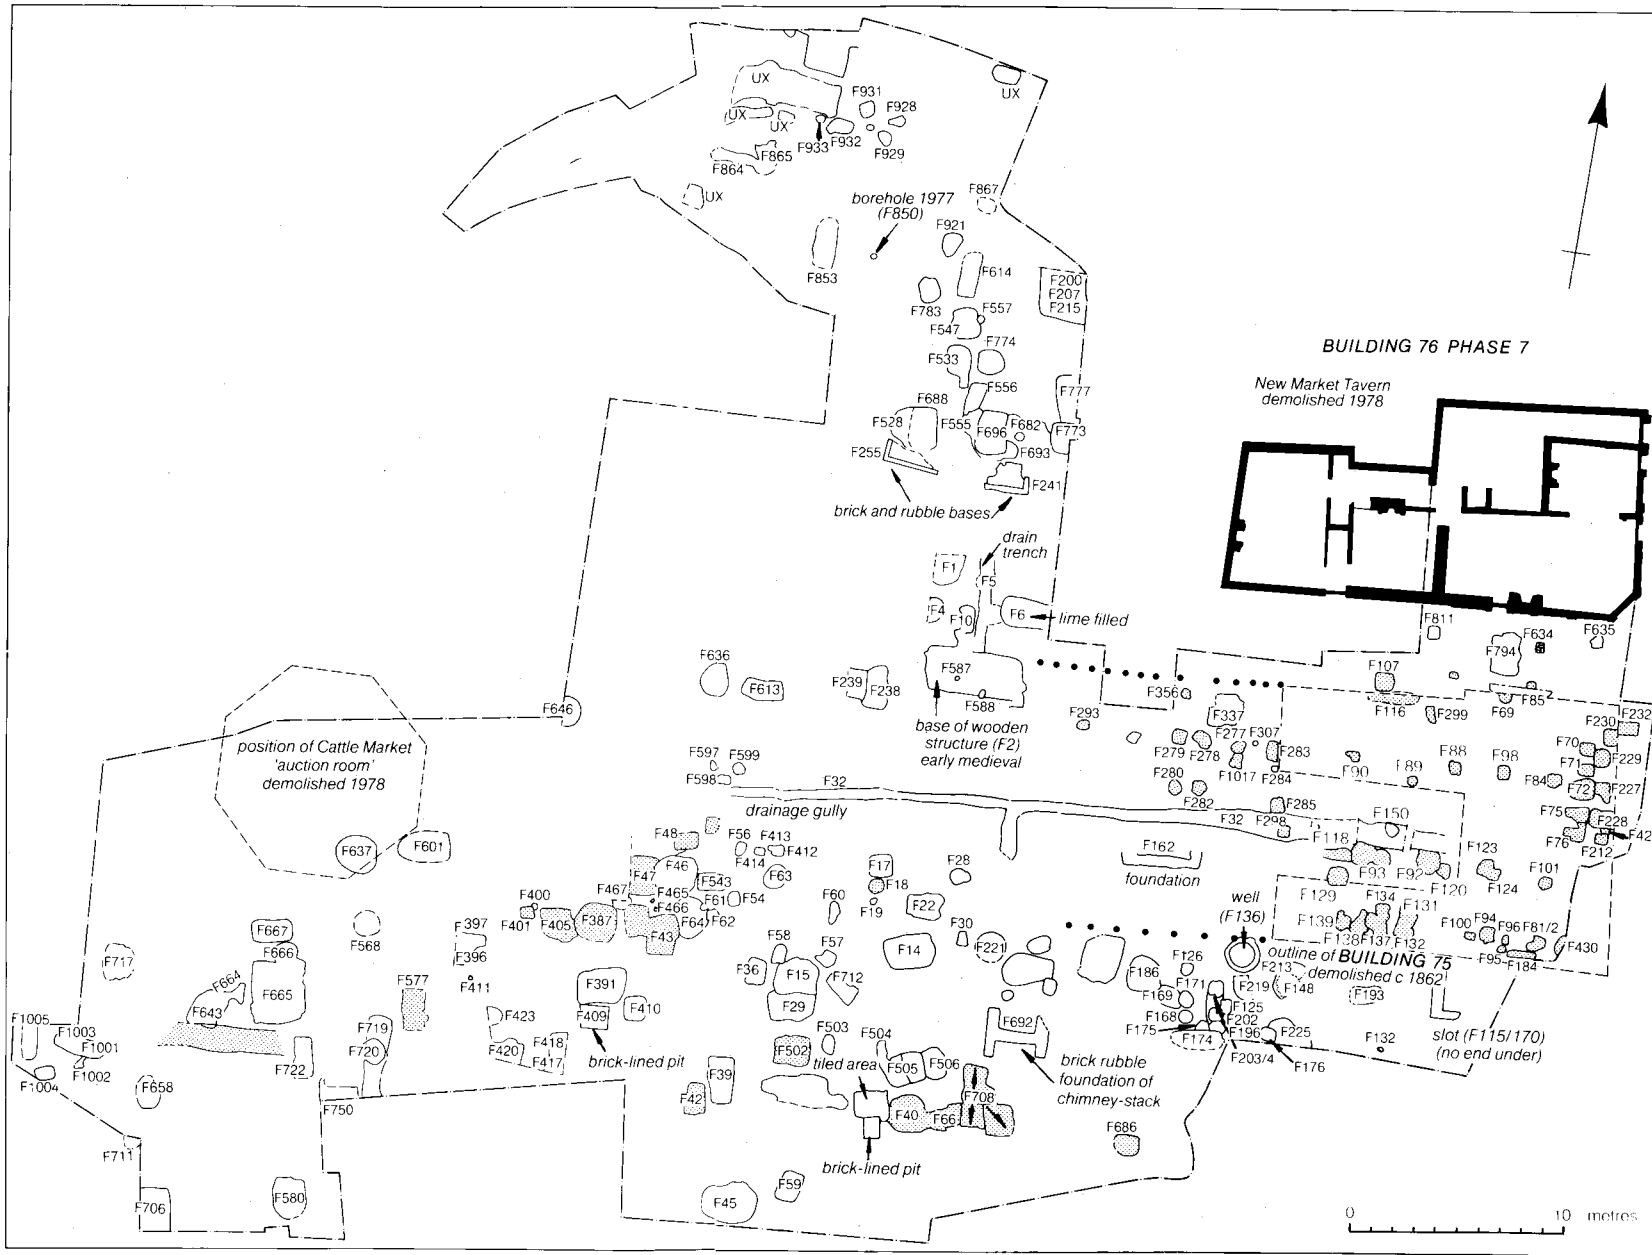 UX
F931
F928
UX
UX
UX
F933
F932
F929
F865
F864
UX
F867
borehole 1977
(F850)
F921
F853
F614
F200
F207
F215
F783
F557
F547
F774
F533
F556
F777
F688
F528
F555
F682
F696
F773
F255
F693
F241
brick and rubble bases
BUILDING 76 PHASE 7
New Market Tavern
demolished 1978
drain
trench
F1
F5
F4
F10
F6
lime filled
F811
F634
F635
F794
F636
F587
F107
F613
F239
F238
F588
F356
F85
F646
F293
F337
F116
F299
F69
F232
F230
base of wooden
structure (F2)
early medieval
position of Cattle Market
'auction room'
demolished 1978
F279
F278
F277
F307
F283
F70
F229
F597
F599
F1017
F90
F88
F98
F71
F598
F284
F89
F84
F280
F72
F227
F32
F282
F285
drainage gully
F75
F32
F298
F150
F228
F42
F48
F56
F413
F118
F76
F212
F412
F414
F162
F637
F601
F46
F17
F28
F123
F47
F543
F63
foundation
F93
F92
F101
F400
F467
F465
F18
F120
F124
F61
F54
F60
F129
F134
F131
F466
F19
F22
well
(F136)
F401
F405
F387
F64
F62
F667
F568
F397
F43
F30
F139
F100
F94
F96
F81/2
F138
F137
F132
F430
F666
F58
F57
F14
F221
F95
F184
F717
F396
outline of BUILDING 75
demolished c 1862
F126
F664
F411
F36
F15
F712
F186
F171
F213
F577
F391
F219
F148
F665
F169
F193
F643
F29
F125
F1005
F423
F409
F410
F168
F202
F719
F503
F692
F175
F196
F225
slot (F115/170)
(no end under)
F1003
F504
F174
F1001
F720
F420
F418
F502
F203/4
F132
F722
F417
brick-lined pit
tiled area
F505
F506
F176
F1002
F1004
brick rubble
foundation of
chimney-stack
F658
F39
F42
F708
F750
F40
F66
F686
F711
brick-lined pit
F59
F706
F580
F45
0
10
metres